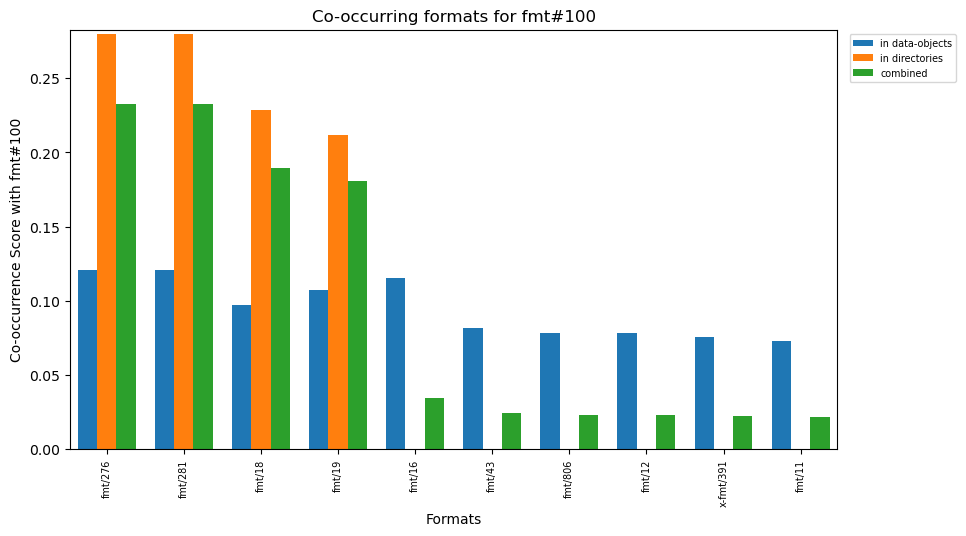 Co-occurring formats for fmt#100
in data-objects
in directories
combined
Co-occurrence Score with fmt#100
0.25
0.20
0.15
0.10
0.05
0.00
fmt/276
fmt/281
fmt/18
fmt/19
fmt/16
fmt/43
fmt/806
fmt/12
x-fmt/391
fmt/11
Formats